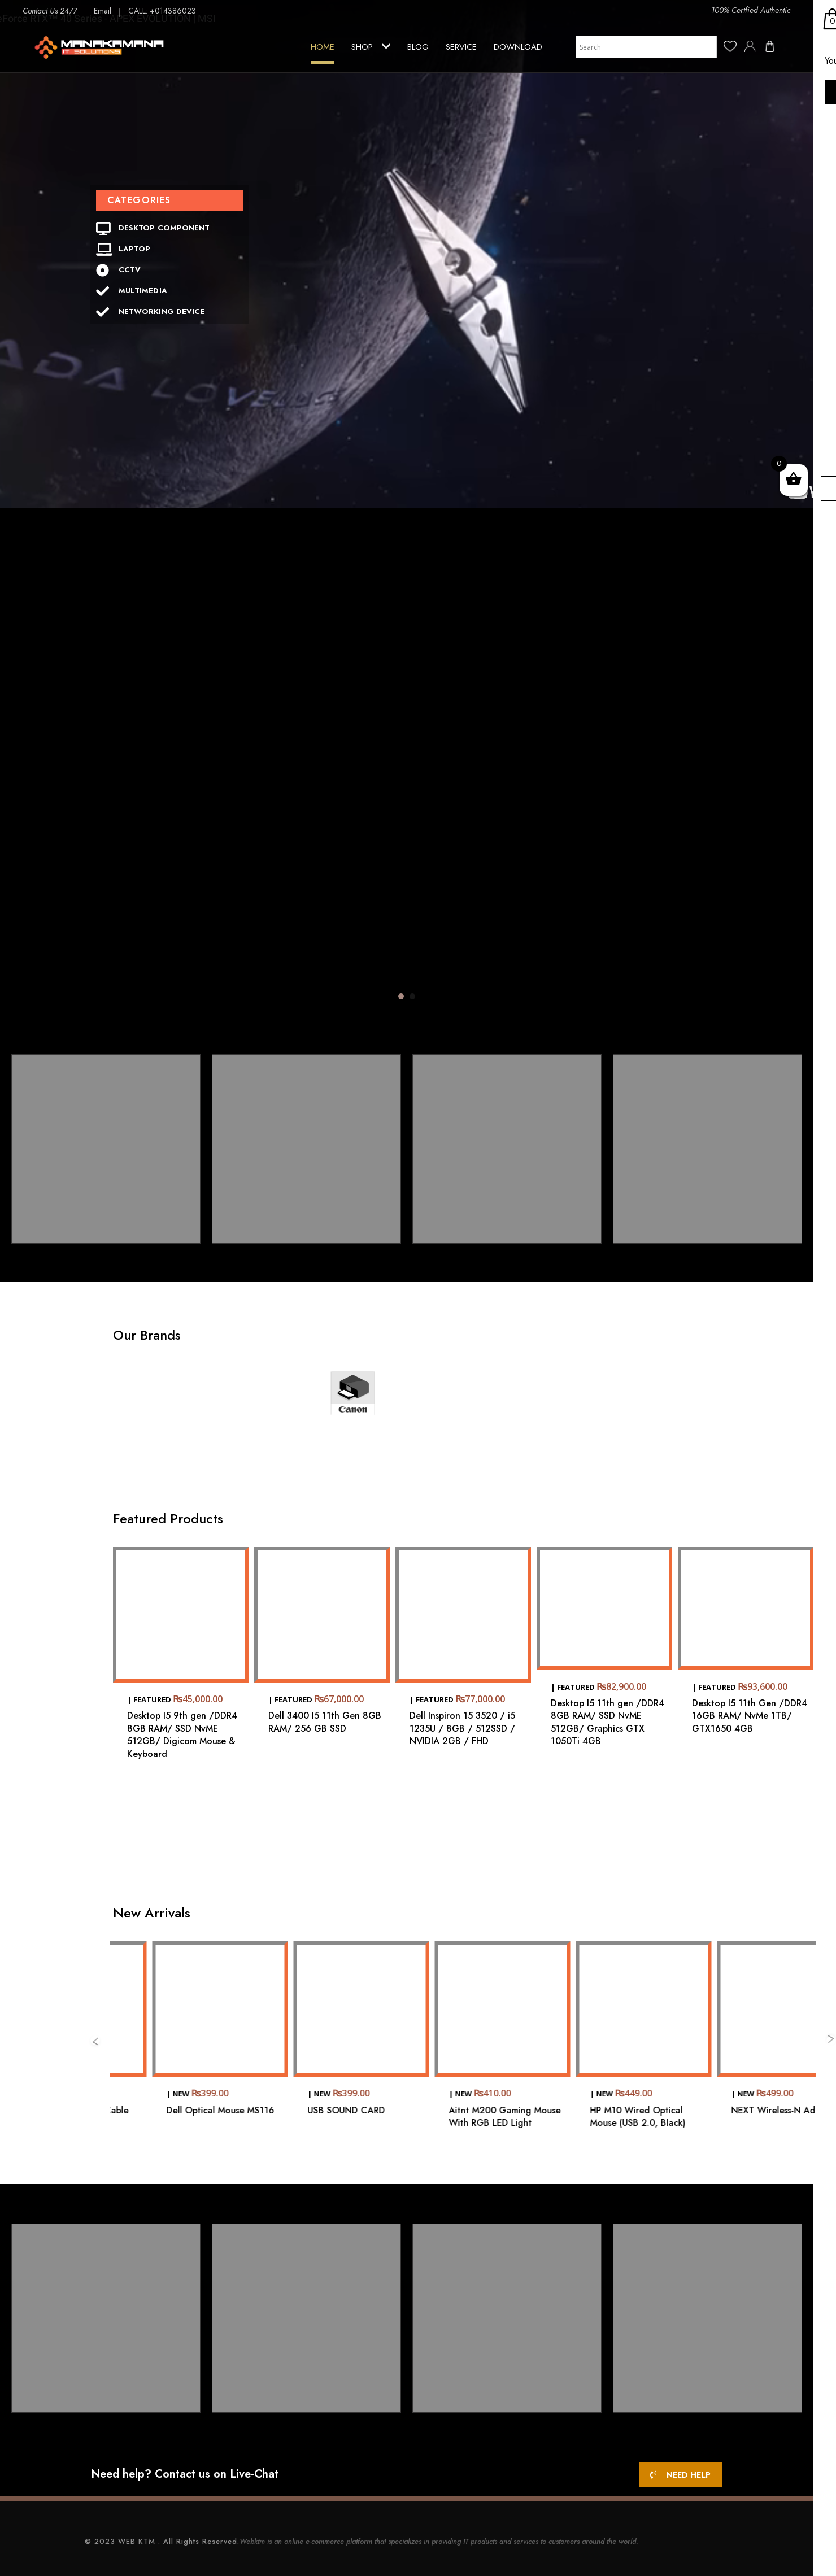 Contact Us 24/7 | Email | CALL: +014386023
100% Certfied Authentic
GeForce RTX™ 40 Series - APEX EVOLUTION | MSI
MANAKAMANA
IT SOLUTIONS
HOME SHOP BLOG SERVICE DOWNLOAD
Search
0
You
CATEGORIES
DESKTOP COMPONENT
LAPTOP
CCTV
MULTIMEDIA
NETWORKING DEVICE
ADA LOVELACE
0
Our Brands
Canon
Featured Products
| FEATURED ₨45,000.00
Desktop I5 9th gen /DDR4 8GB RAM/ SSD NvME 512GB/ Digicom Mouse & Keyboard
| FEATURED ₨67,000.00
Dell 3400 I5 11th Gen 8GB RAM/ 256 GB SSD
| FEATURED ₨77,000.00
Dell Inspiron 15 3520 / i5 1235U / 8GB / 512SSD / NVIDIA 2GB / FHD
| FEATURED ₨82,900.00
Desktop I5 11th gen /DDR4 8GB RAM/ SSD NvME 512GB/ Graphics GTX 1050Ti 4GB
| FEATURED ₨93,600.00
Desktop I5 11th Gen /DDR4 16GB RAM/ NvMe 1TB/ GTX1650 4GB
New Arrivals
able
| NEW ₨399.00
Dell Optical Mouse MS116
| NEW ₨399.00
USB SOUND CARD
| NEW ₨410.00
Aitnt M200 Gaming Mouse With RGB LED Light
| NEW ₨449.00
HP M10 Wired Optical Mouse (USB 2.0, Black)
| NEW ₨499.00
NEXT Wireless-N Ad
Need help? Contact us on Live-Chat
NEED HELP
© 2023 WEB KTM . All Rights Reserved.Webktm is an online e-commerce platform that specializes in providing IT products and services to customers around the world.